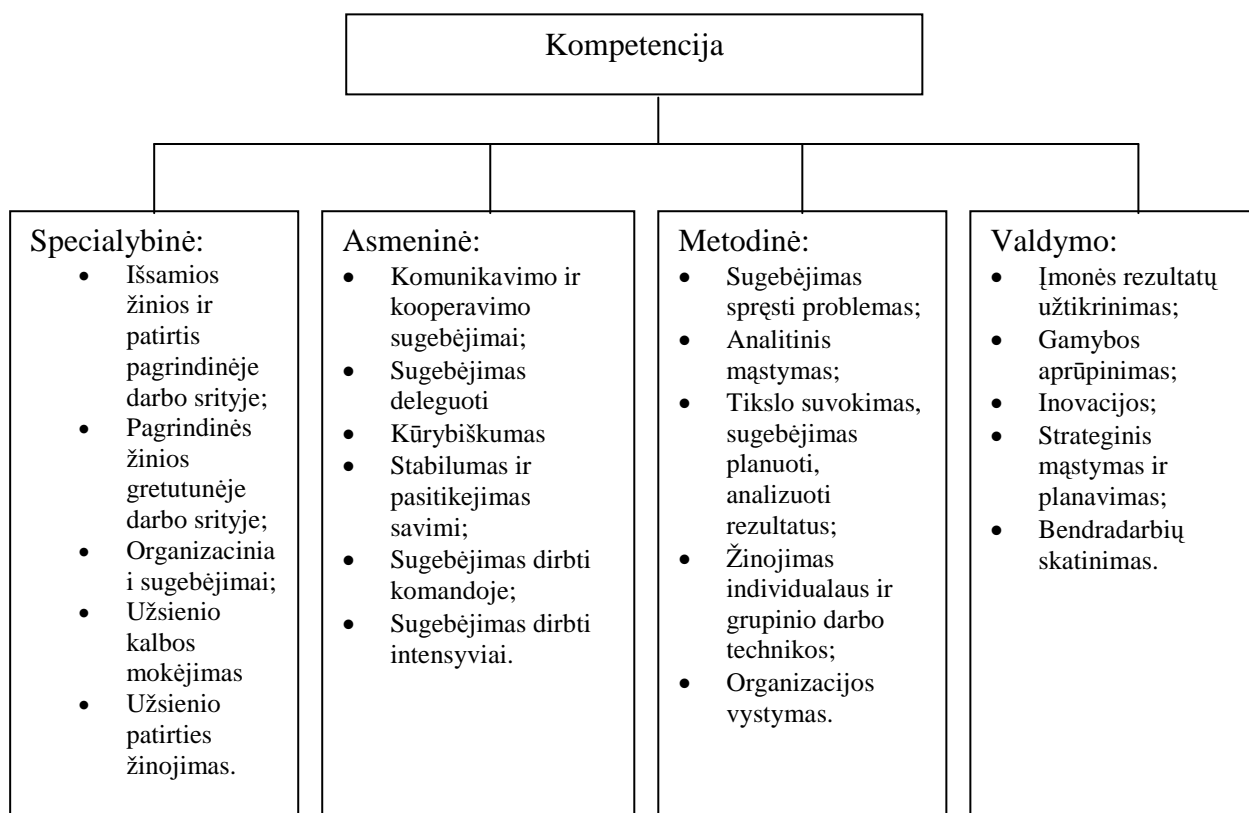 Kompetencija
Specialybinė:
• Išsamios
žinios ir
patirtis
pagrindinėje
darbo srityje;
• Pagrindinės
žinios
gretutunėje
darbo srityje;
• Organizacinia
i sugebėjimai;
• Užsienio
kalbos
mokėjimas
• Užsienio
patirties
žinojimas.
Asmeninė:
• Komunikavimo ir
kooperavimo
sugebėjimai;
• Sugebėjimas
deleguoti
• Kūrybiškumas
• Stabilumas ir
pasitikejimas
savimi;
• Sugebėjimas dirbti
komandoje;
• Sugebėjimas dirbti
intensyviai.
Metodinė:
• Sugebėjimas
spręsti problemas;
• Analitinis
mąstymas;
• Tikslo suvokimas,
sugebėjimas
planuoti,
analizuoti
rezultatus;
• Žinojimas
individualaus ir
grupinio darbo
technikos;
• Organizacijos
vystymas.
Valdymo:
• Įmonės rezultatų
užtikrinimas;
• Gamybos
aprūpinimas;
• Inovacijos;
• Strateginis
mąstymas ir
planavimas;
• Bendradarbių
skatinimas.